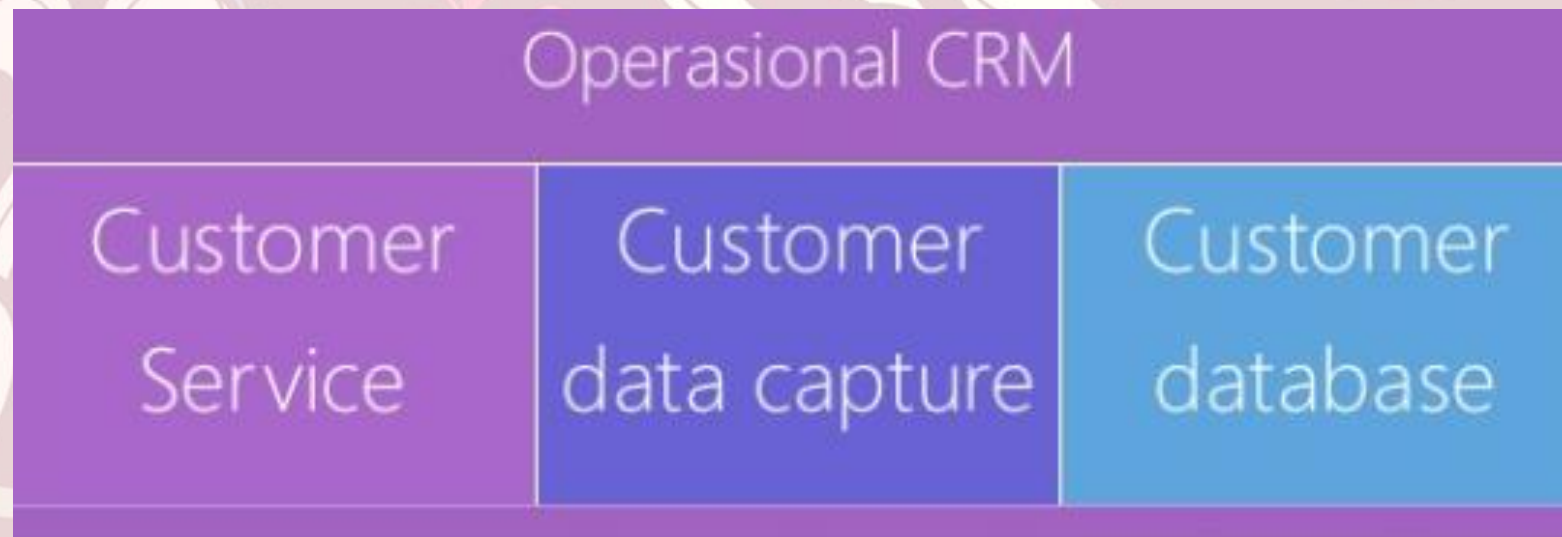 Operasional CRM
Customer
Service
Customer
data capture
Customer
database